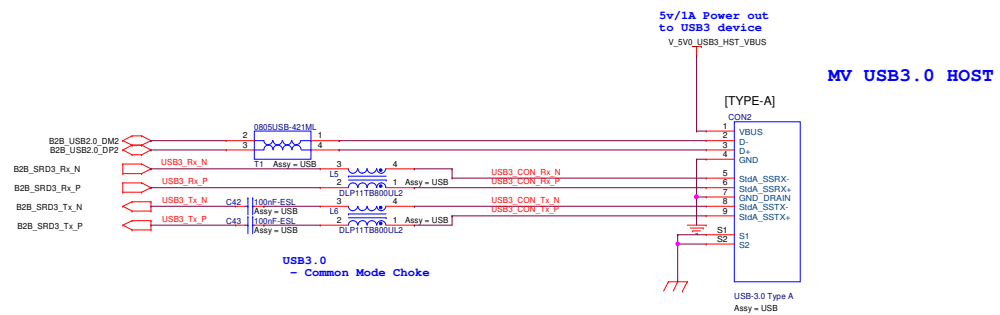 5v/1A Power out
to USB3 device
V_5V0_USB3_HST_VBUS
MV USB3.0 HOST
[TYPE-A]
CON2
0805USB-421ML
B2B_USB2.0_DM2
2
1
1
VBUS
2
D-
B2B_USB2.0_DP2
3
4
3
D+
4
GND
T1
Assy = USB
B2B_SRD3_Rx_N
USB3_Rx_N
3
4
L5
USB3_CON_Rx_N
5
StdA_SSRX-
B2B_SRD3_Rx_P
USB3_Rx_P
2
1
Assy = USB
USB3_CON_Rx_P
6
StdA_SSRX+
DLP11TB800UL2
7
GND_DRAIN
B2B_SRD3_Tx_N
USB3_Tx_N
C42
100nF-ESL
3
4
USB3_CON_Tx_N
8
StdA_SSTX-
Assy = USB
L6
USB3_CON_Tx_P
9
StdA_SSTX+
B2B_SRD3_Tx_P
USB3_Tx_P
C43
100nF-ESL
2
1
Assy = USB
Assy = USB
DLP11TB800UL2
S1
S1
S2
S2
USB3.0
- Common Mode Choke
USB-3.0 Type A
Assy = USB